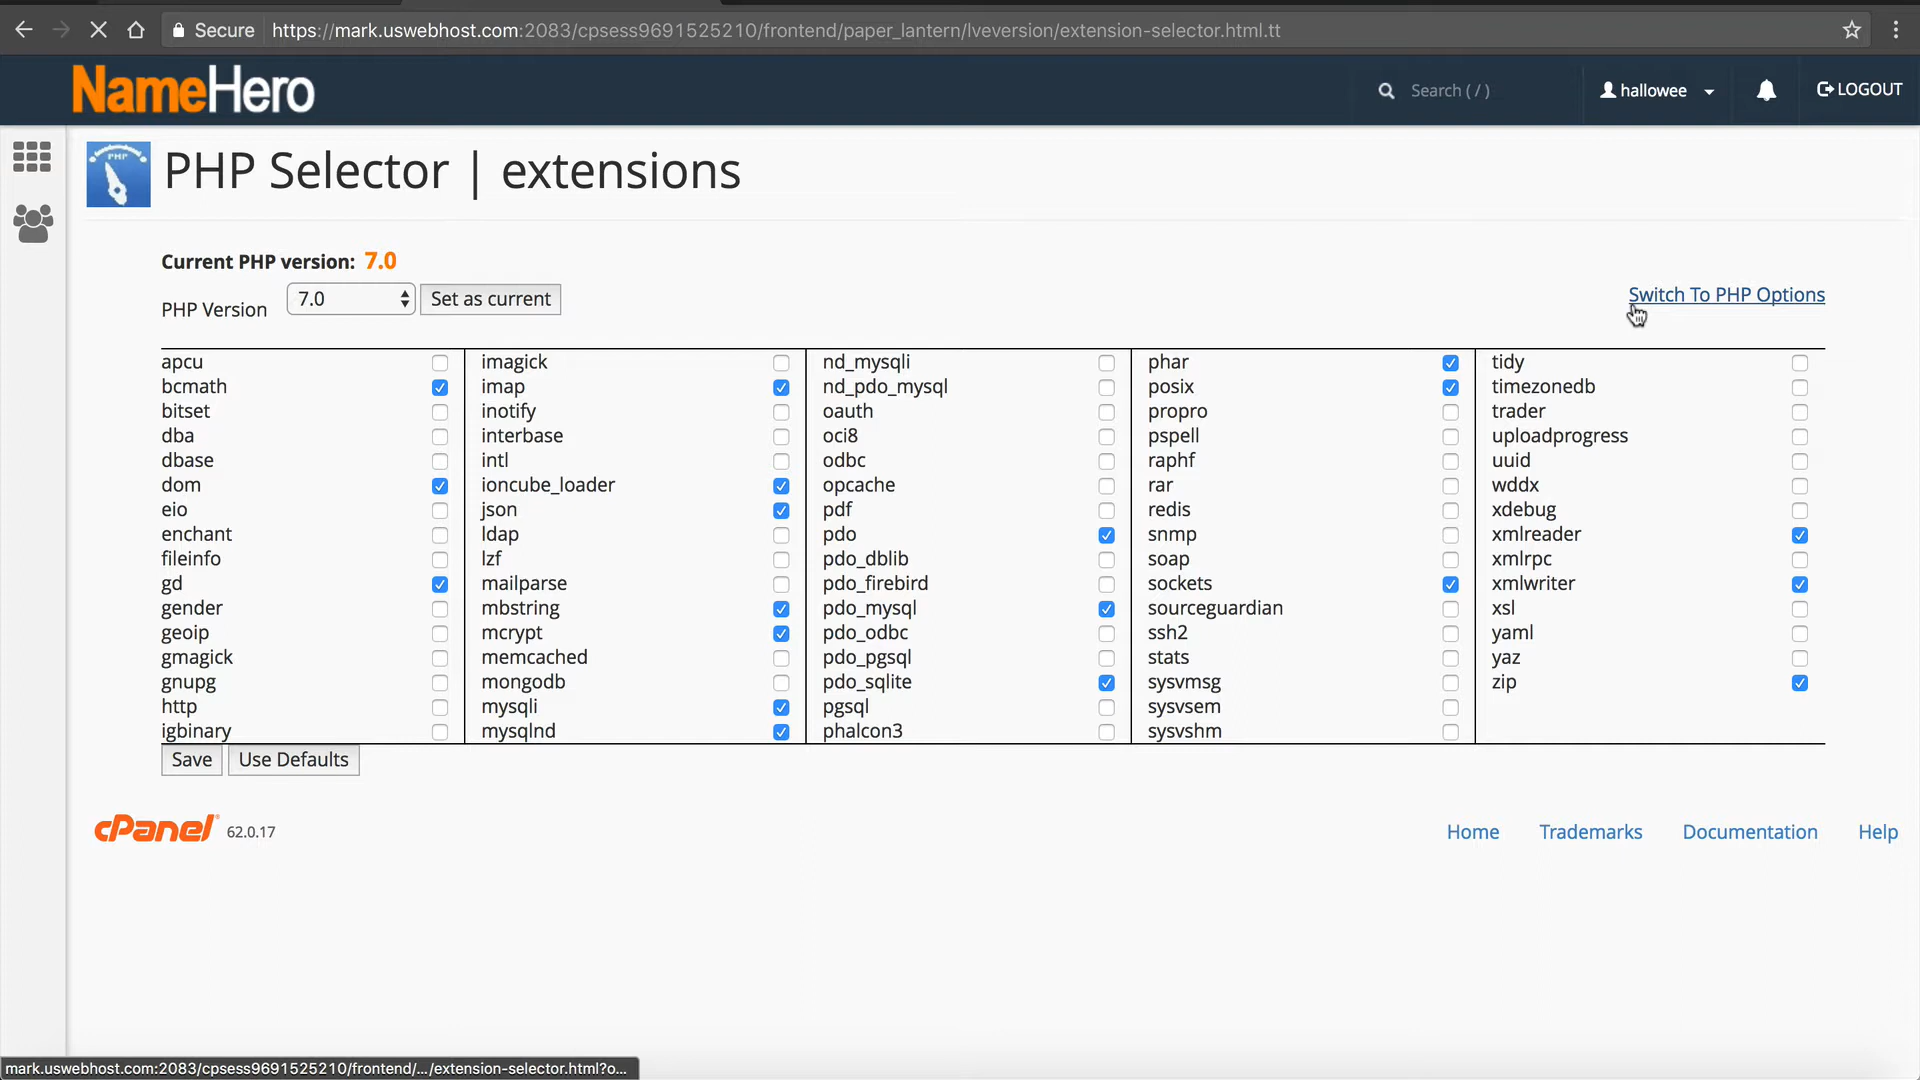 Secure https://mark.uswebhost.com:2083/cpsess9691525210/frontend/paper_lantern/lveversion/extension-selector.html.tt
NameHero
Search ( / )
hallowee
LOGOUT
PHP
PHP Selector | extensions
Current PHP version: 7.0
PHP Version 7.0 Set as current
Switch To PHP Options
apcu imagick nd_mysqli phar tidy
bcmath imap nd_pdo_mysql posix timezonedb
bitset inotify oauth propro trader
dba interbase oci8 pspell uploadprogress
dbase intl odbc raphf uuid
dom ioncube_loader opcache rar wddx
eio json pdf redis xdebug
enchant ldap pdo snmp xmlreader
fileinfo lzf pdo_dblib soap xmlrpc
gd mailparse pdo_firebird sockets xmlwriter
gender mbstring pdo_mysql sourceguardian xsl
geoip mcrypt pdo_odbc ssh2 yaml
gmagick memcached pdo_pgsql stats yaz
gnupg mongodb pdo_sqlite sysvmsg zip
http mysqli pgsql sysvsem
igbinary mysqlnd phalcon3 sysvshm
Save Use Defaults
cPanel 62.0.17
Home Trademarks Documentation Help
mark.uswebhost.com:2083/cpsess9691525210/frontend/.../extension-selector.html?o...